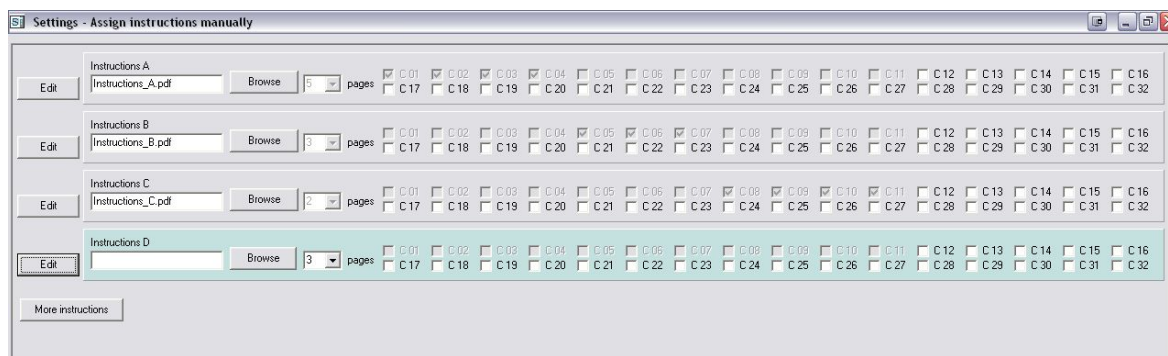 Settings - Assign instructions manually
Instructions A
Edit Instructions_A.pdf Browse 5 pages C 01 C 02 C 03 C 04 C 05 C 06 C 07 C 08 C 09 C 10 C 11 C 12 C 13 C 14 C 15 C 16
C 17 C 18 C 19 C 20 C 21 C 22 C 23 C 24 C 25 C 26 C 27 C 28 C 29 C 30 C 31 C 32
Instructions B
Edit Instructions_B.pdf Browse 3 pages C 01 C 02 C 03 C 04 C 05 C 06 C 07 C 08 C 09 C 10 C 11 C 12 C 13 C 14 C 15 C 16
C 17 C 18 C 19 C 20 C 21 C 22 C 23 C 24 C 25 C 26 C 27 C 28 C 29 C 30 C 31 C 32
Instructions C
Edit Instructions_C.pdf Browse 2 pages C 01 C 02 C 03 C 04 C 05 C 06 C 07 C 08 C 09 C 10 C 11 C 12 C 13 C 14 C 15 C 16
C 17 C 18 C 19 C 20 C 21 C 22 C 23 C 24 C 25 C 26 C 27 C 28 C 29 C 30 C 31 C 32
Instructions D
Edit Browse 3 pages C 01 C 02 C 03 C 04 C 05 C 06 C 07 C 08 C 09 C 10 C 11 C 12 C 13 C 14 C 15 C 16
C 17 C 18 C 19 C 20 C 21 C 22 C 23 C 24 C 25 C 26 C 27 C 28 C 29 C 30 C 31 C 32
More instructions